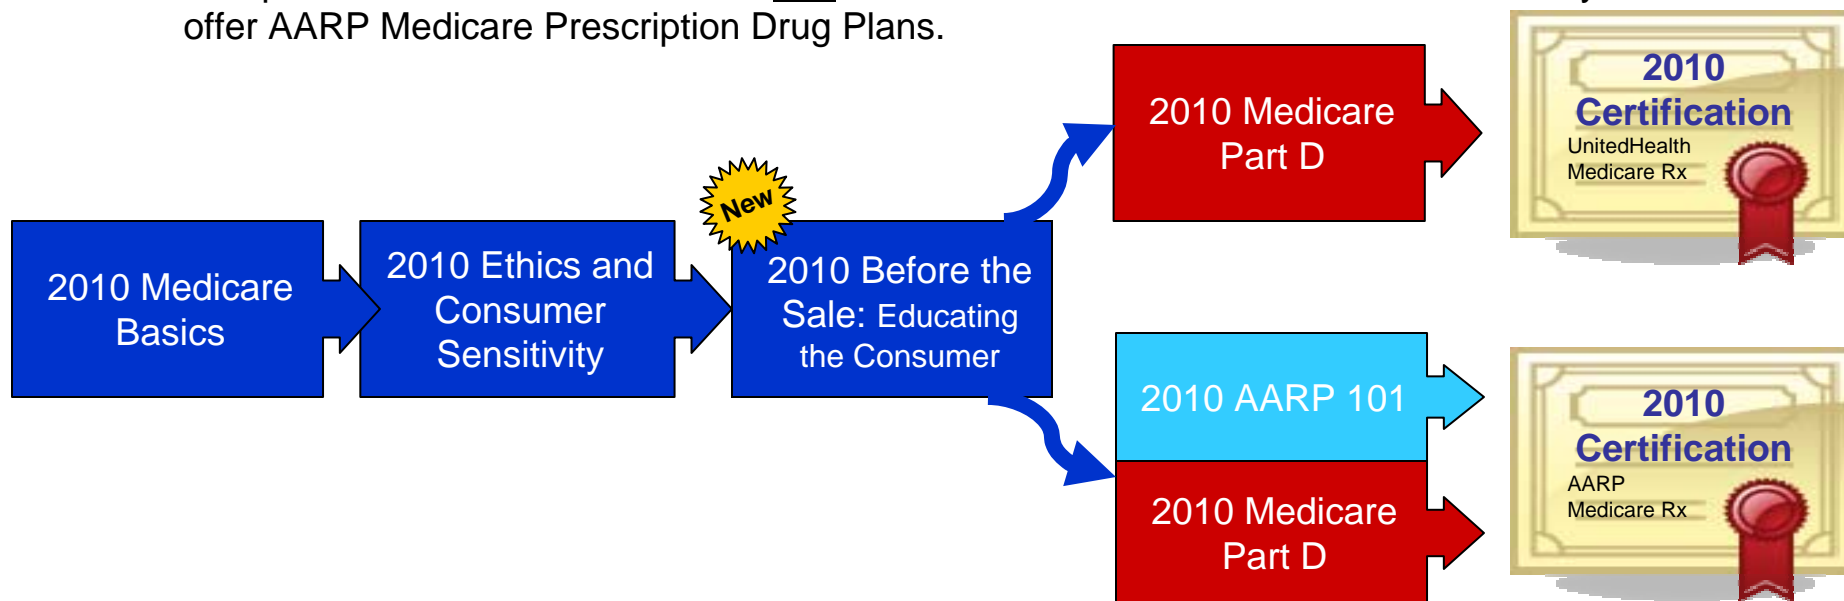 offer AARP Medicare Prescription Drug Plans.
2010 Medicare
Basics
2010 Ethics and
Consumer
Sensitivity
New
2010 Before the
Sale: Educating
the Consumer
2010 Medicare
Part D
2010
Certification
UnitedHealth
Medicare Rx
2010 AARP 101
2010 Medicare
Part D
2010
Certification
AARP
Medicare Rx